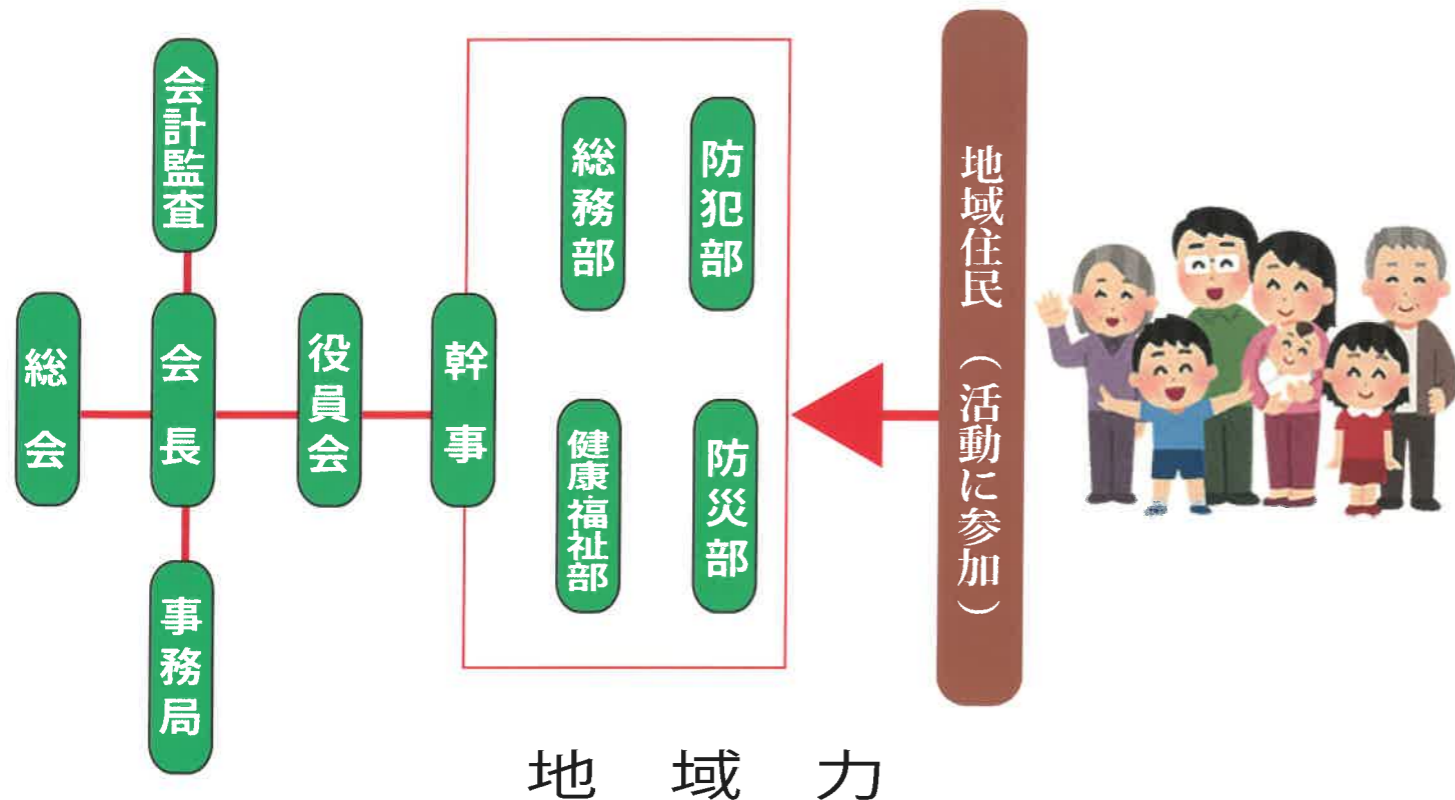 会計監査
総会
会長
役員会
幹事
事務局
総務部
防犯部
健康・福祉部
防災部
地域住民 (活動に参加)
地域力